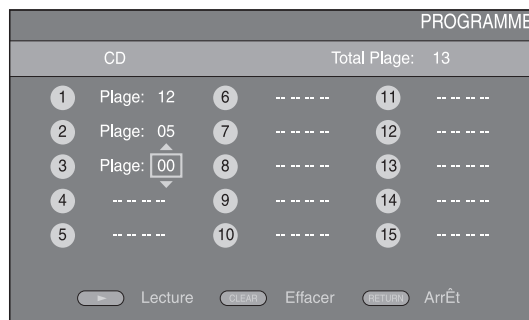 PROGRAMME
CD Total Plage: 13
1 Plage: 12 6 -- -- -- -- 11 -- -- -- --
2 Plage: 05 7 -- -- -- -- 12 -- -- -- --
3 Plage: 00 8 -- -- -- -- 13 -- -- -- --
4 -- -- -- -- 9 -- -- -- -- 14 -- -- -- --
5 -- -- -- -- 10 -- -- -- -- 15 -- -- -- --
Lecture CLEAR Effacer RETURN ArrÊt